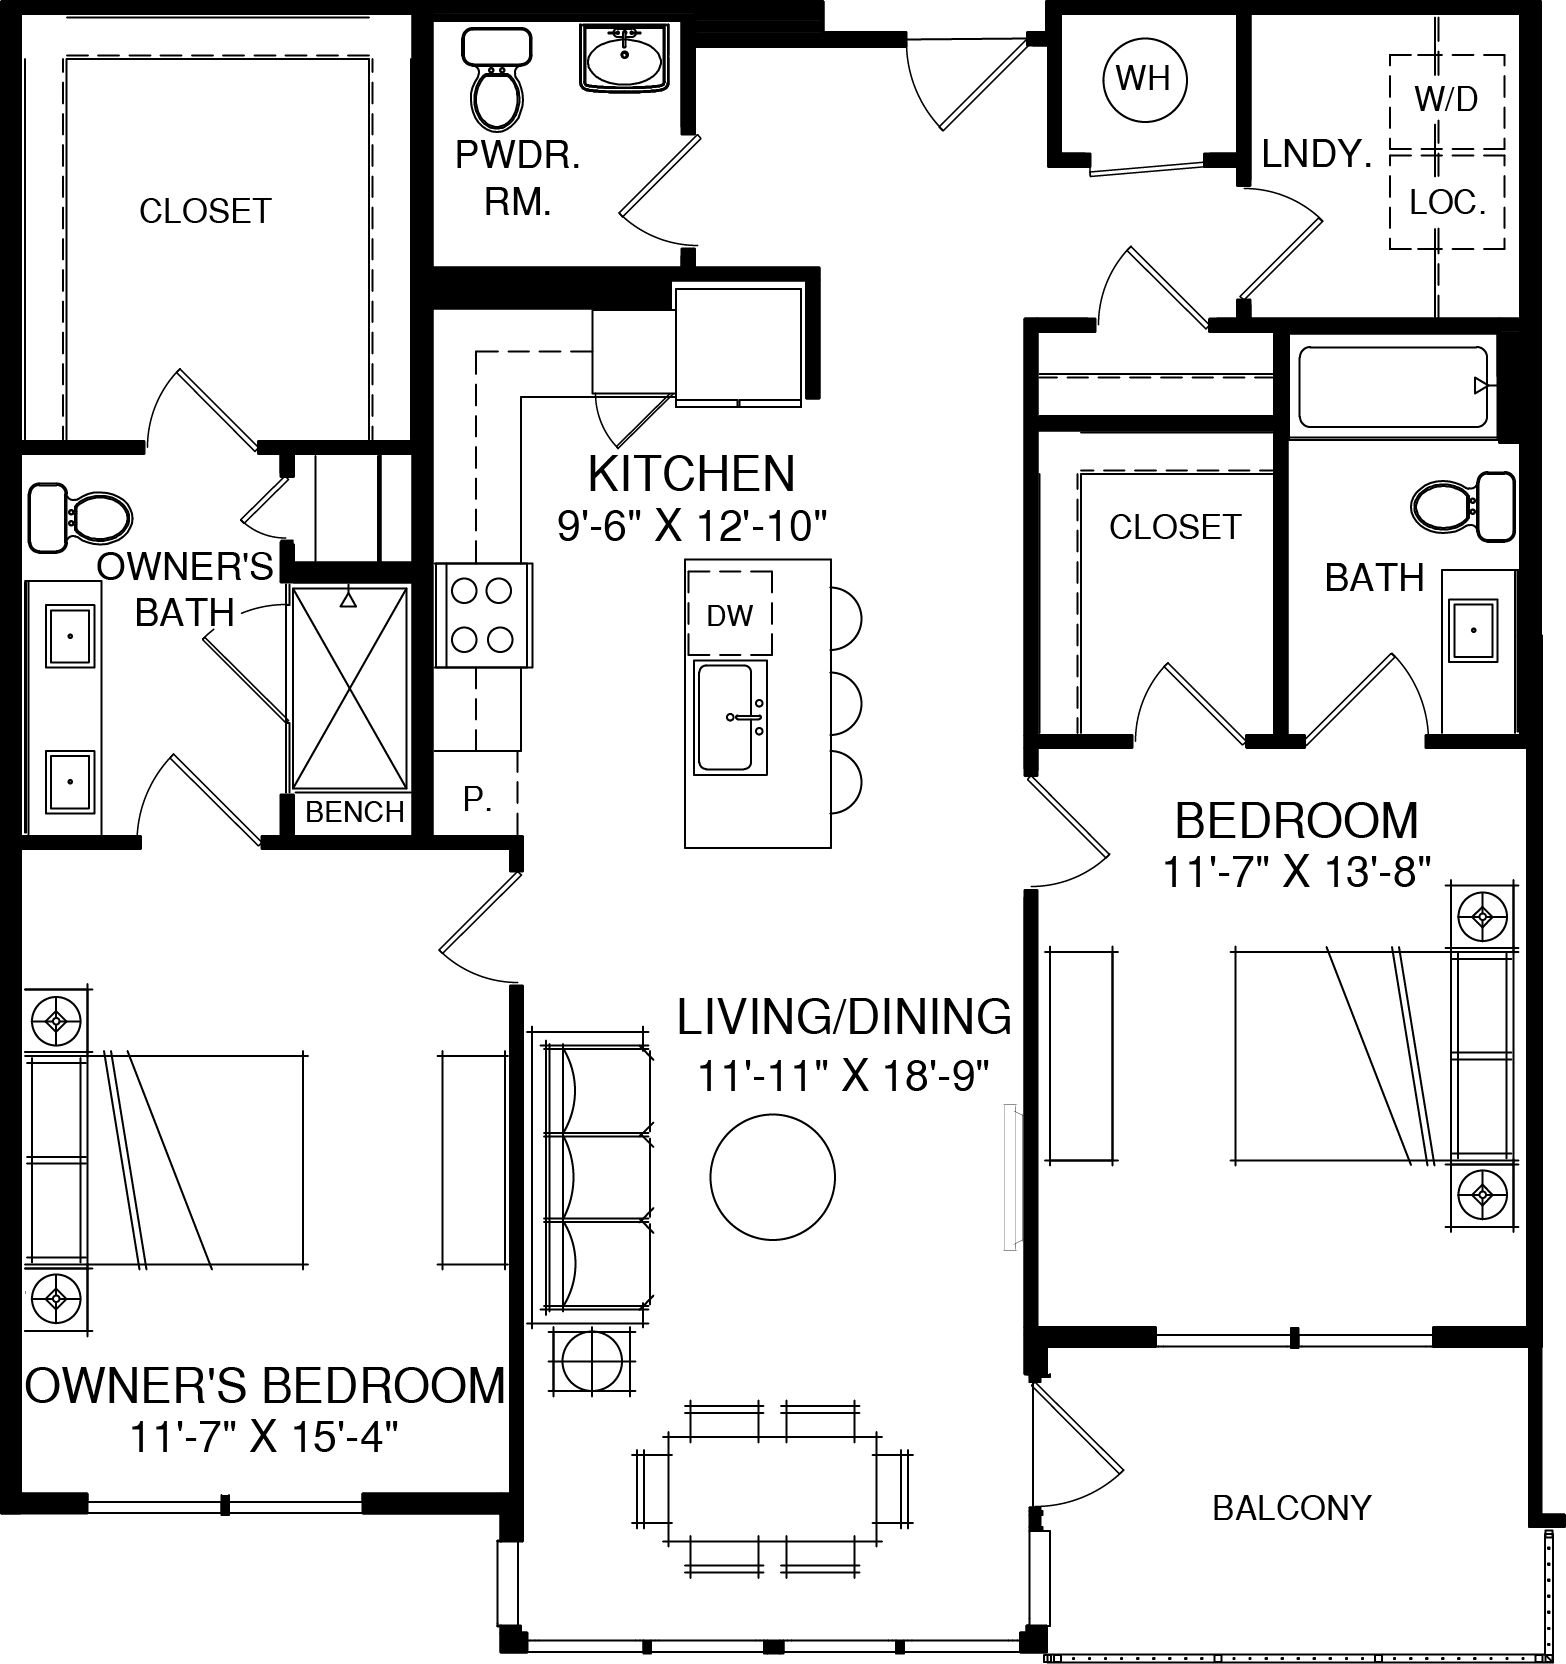 WH
W/D
LNDY.
LOC.
PWDR.
RM.
CLOSET
KITCHEN
9'-6" X 12'-10"
CLOSET
OWNER'S
BATH
BATH
DW
P.
BENCH
BEDROOM
11'-7" X 13'-8"
LIVING/DINING
11'-11" X 18'-9"
OWNER'S BEDROOM
11'-7" X 15'-4"
BALCONY